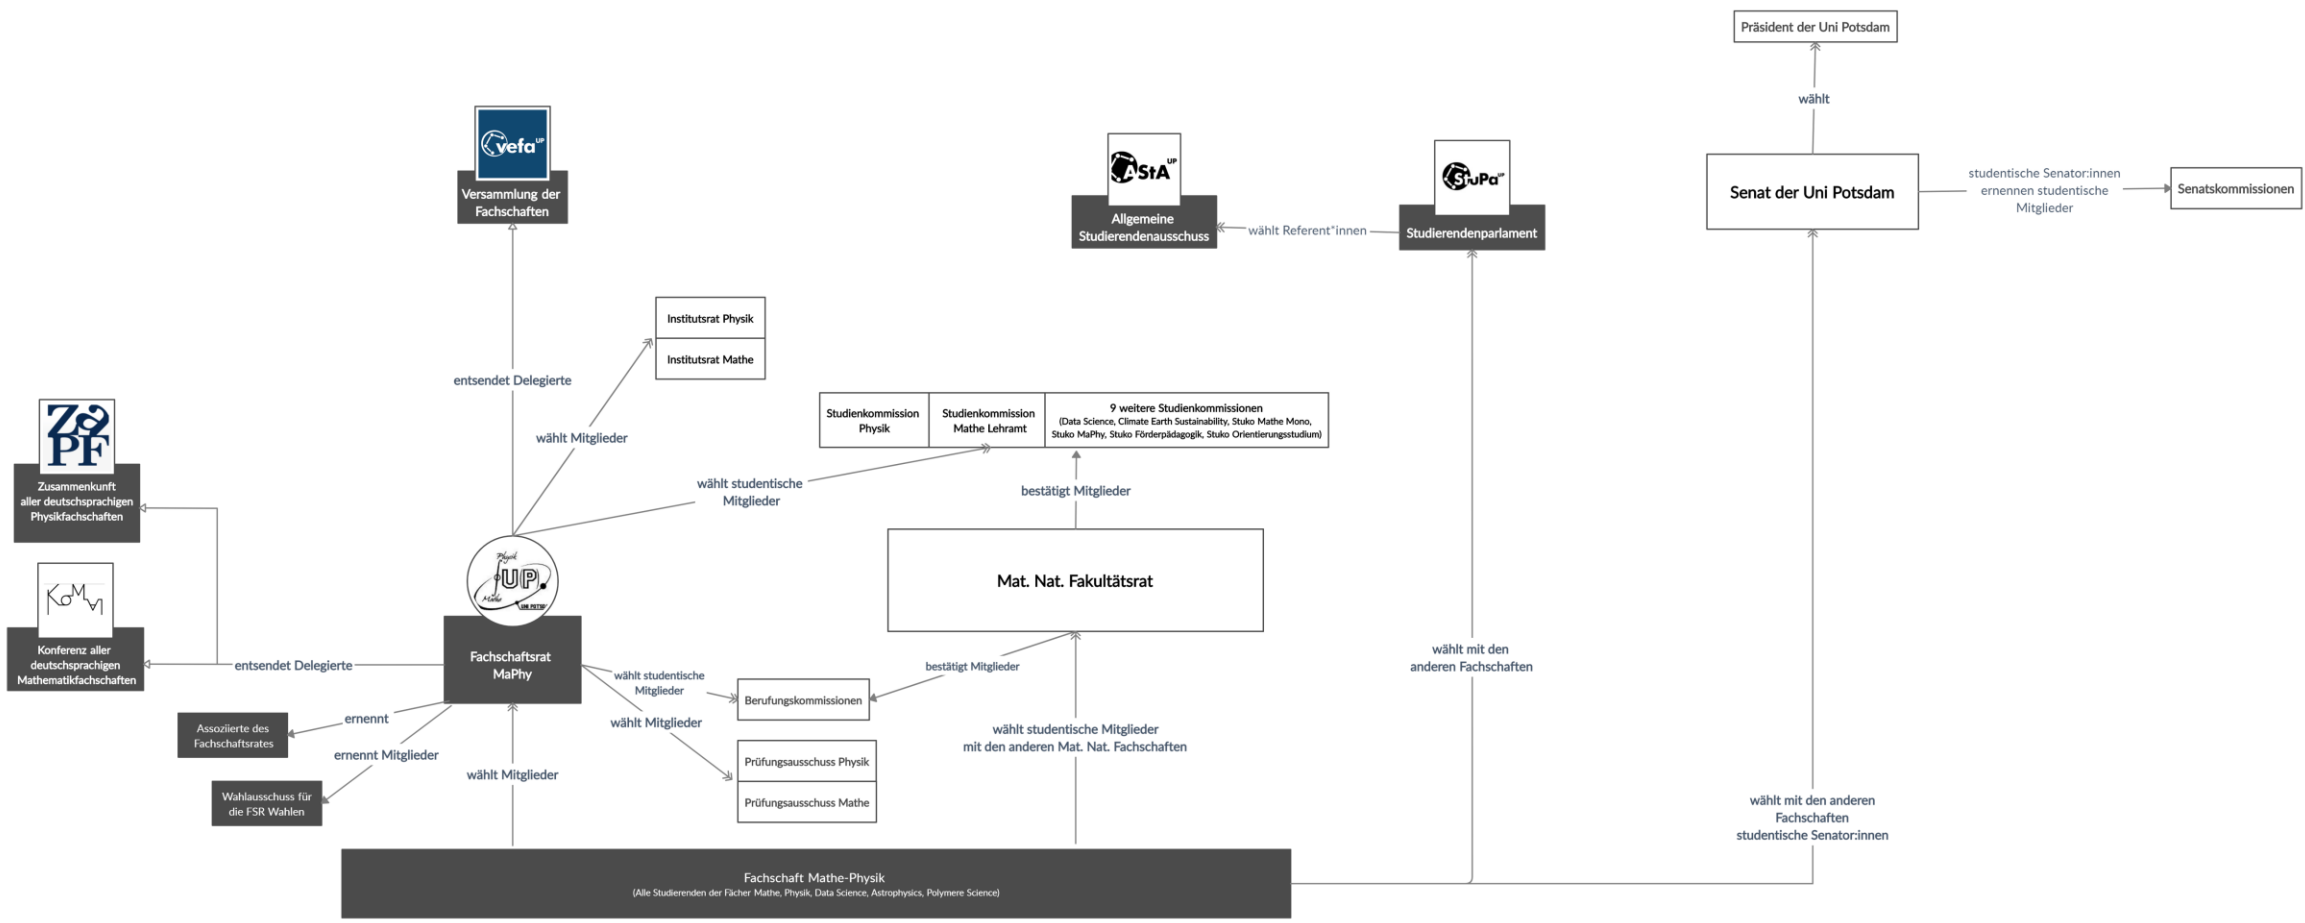 Präsident der Uni Potsdam
wählt
Senat der Uni Potsdam
studentische Senator:innen
ernennen studentische
Mitglieder
Senatskommissionen
vefa UP
Versammlung der
Fachschaften
AStA UP
Allgemeine
Studierendenausschuss
wählt Referent*innen
StuPa UP
Studierendenparlament
Institutsrat Physik
Institutsrat Mathe
entsendet Delegierte
wählt Mitglieder
Studienkommission
Physik
Studienkommission
Mathe Lehramt
9 weitere Studienkommissionen
(Data Science, Climate Earth Sustainability, Stuko Mathe Mono,
Stuko MaPhy, Stuko Förderpädagogik, Stuko Orientierungsstudium)
wählt studentische
Mitglieder
bestätigt Mitglieder
ZaPF
Zusammenkunft
aller deutschsprachigen
Physikfachschaften
KoMa
Konferenz aller
deutschsprachigen
Mathematikfachschaften
entsendet Delegierte
Physik
UP
Mathe
Fachschaftsrat
MaPhy
Mat. Nat. Fakultätsrat
wählt studentische
Mitglieder
bestätigt Mitglieder
Berufungskommissionen
wählt Mitglieder
Prüfungsausschuss Physik
Prüfungsausschuss Mathe
ernennt
Assoziierte des
Fachschaftsrates
ernennt Mitglieder
Wahlausschuss für
die FSR Wahlen
wählt Mitglieder
wählt studentische Mitglieder
mit den anderen Mat. Nat. Fachschaften
wählt mit den
anderen Fachschaften
wählt mit den anderen
Fachschaften
studentische Senator:innen
Fachschaft Mathe-Physik
(Alle Studierenden der Fächer Mathe, Physik, Data Science, Astrophysics, Polymere Science)